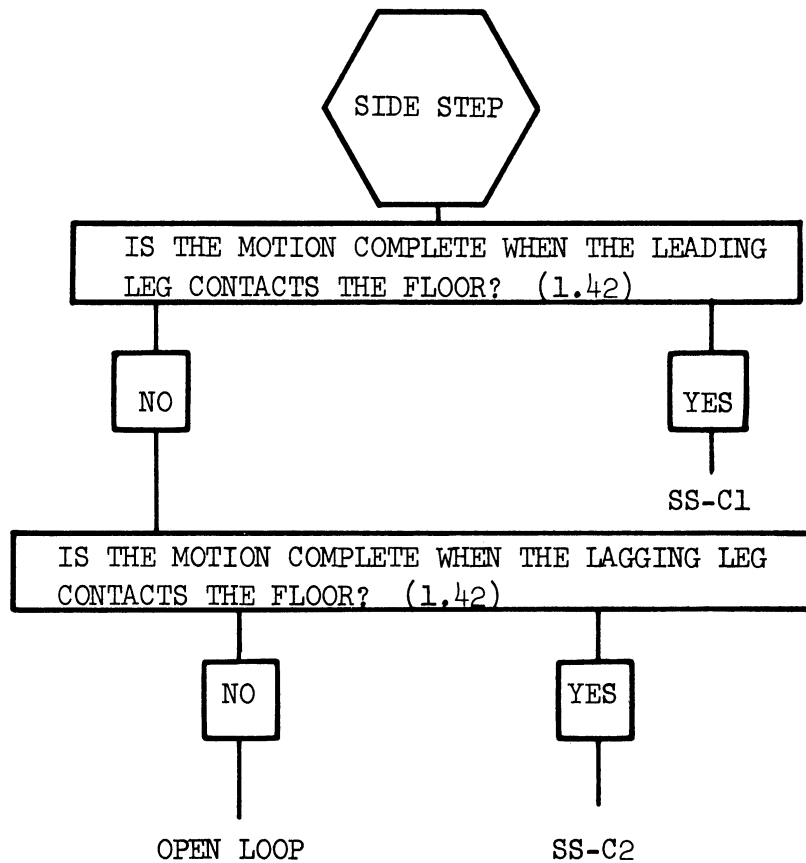 SIDE STEP
IS THE MOTION COMPLETE WHEN THE LEADING
LEG CONTACTS THE FLOOR? (1.42)
NO
YES
SS-C1
IS THE MOTION COMPLETE WHEN THE LAGGING LEG
CONTACTS THE FLOOR? (1.42)
NO
YES
OPEN LOOP
SS-C2